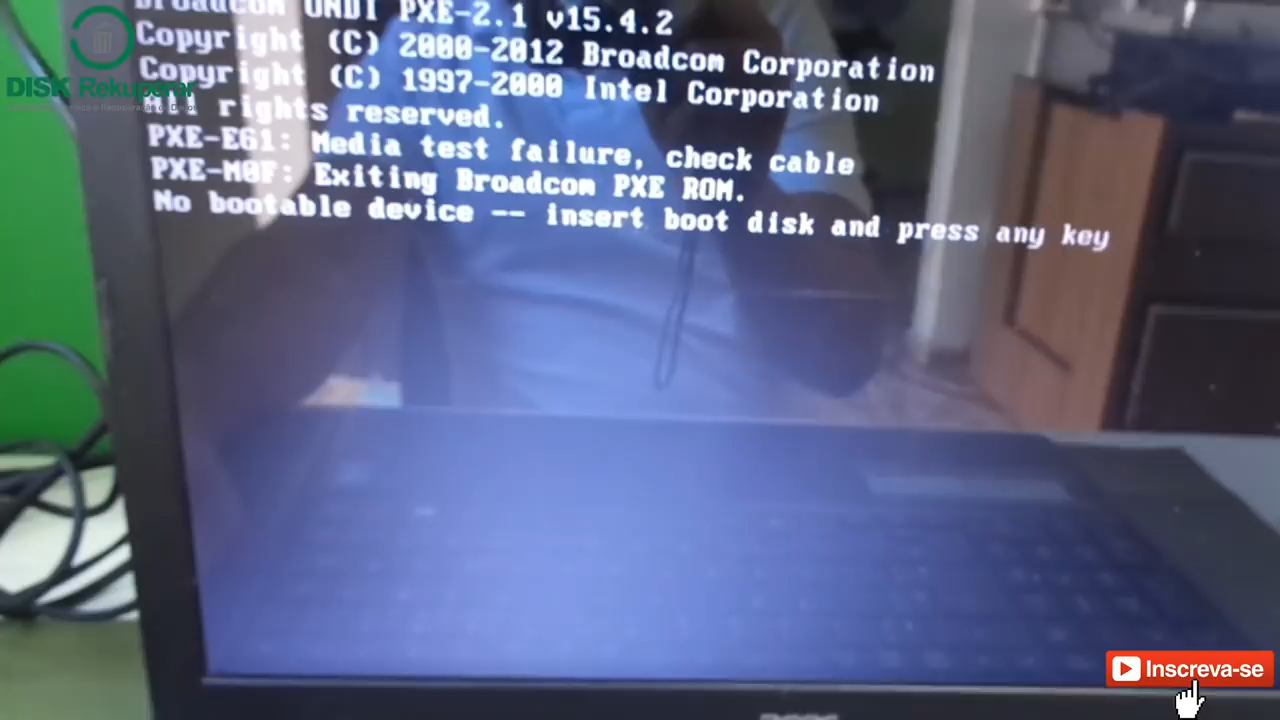 Broadcom UNDI PXE-2.1 v15.4.2
Copyright (C) 2000-2012 Broadcom Corporation
Copyright (C) 1997-2000 Intel Corporation
All rights reserved.
PXE-E61: Media test failure, check cable
PXE-M0F: Exiting Broadcom PXE ROM.
No bootable device -- insert boot disk and press any key
DISK Rekuperar
Inscreva-se